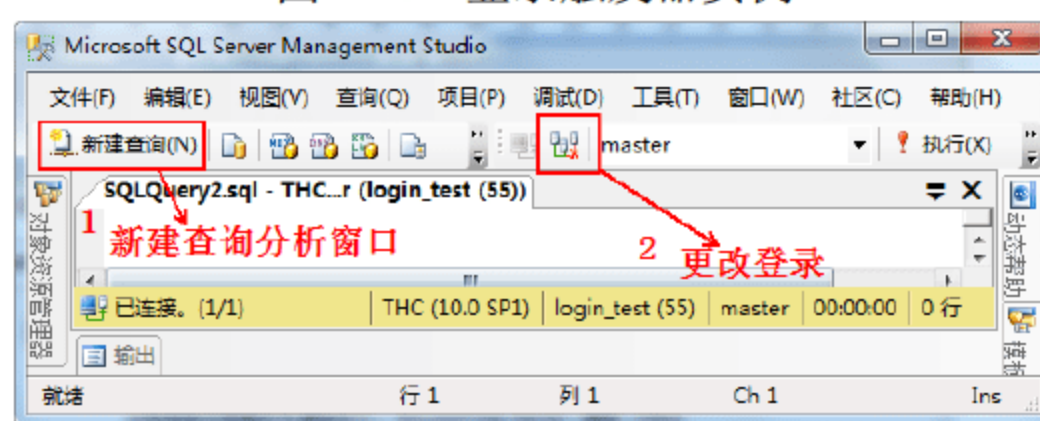 Microsoft SQL Server Management Studio
文件(F) 编辑(E) 视图(V) 查询(Q) 项目(P) 调试(D) 工具(T) 窗口(W) 社区(C) 帮助(H)
新建查询(N) master 执行(X)
SQLQuery2.sql - THC...r (login_test (55))
1 新建查询分析窗口
2 更改登录
对象资源管理器
动态帮助
已连接。(1/1) THC (10.0 SP1) login_test (55) master 00:00:00 0 行
输出
就绪 行 1 列 1 Ch 1 Ins